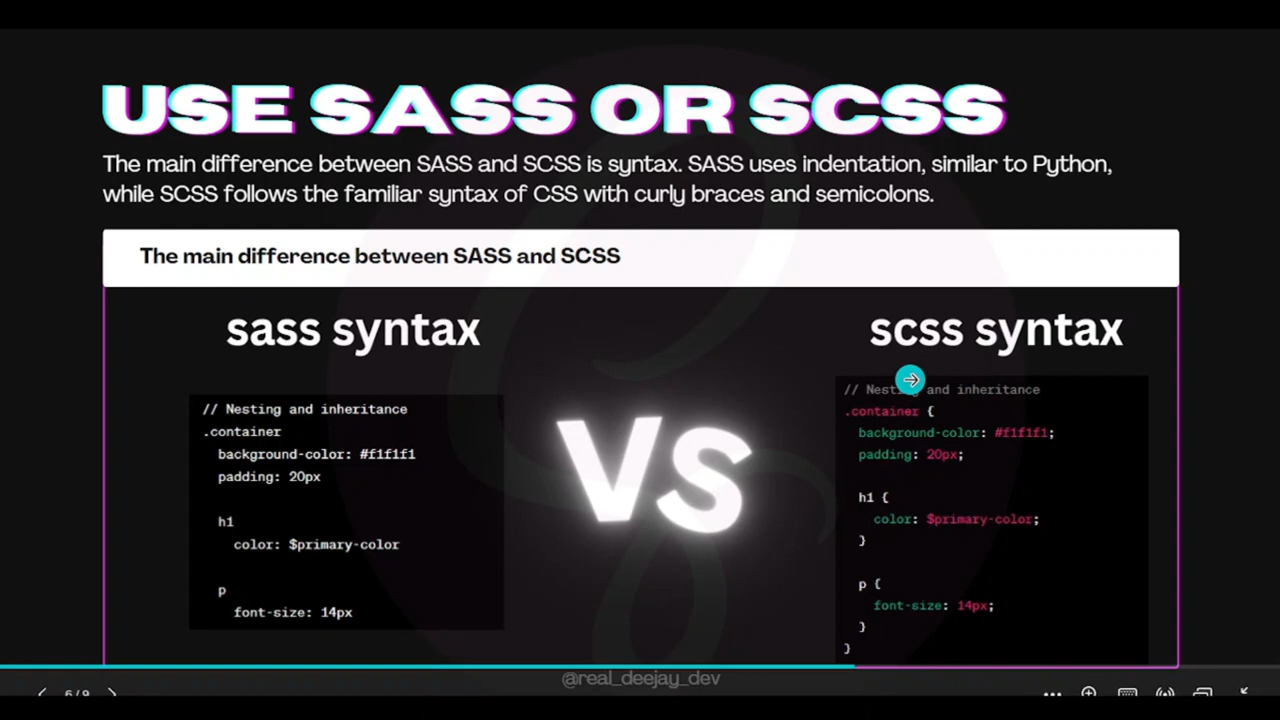 USE SASS OR SCSS
The main difference between SASS and SCSS is syntax. SASS uses indentation, similar to Python,
while SCSS follows the familiar syntax of CSS with curly braces and semicolons.
The main difference between SASS and SCSS
sass syntax
// Nesting and inheritance
.container
background-color: #f1f1f1
padding: 20px
h1
color: $primary-color
p
font-size: 14px
VS
scss syntax
// Nesting and inheritance
.container {
background-color: #f1f1f1;
padding: 20px;
h1 {
color: $primary-color;
}
p {
font-size: 14px;
}
}
@real_deejay_dev
6/9